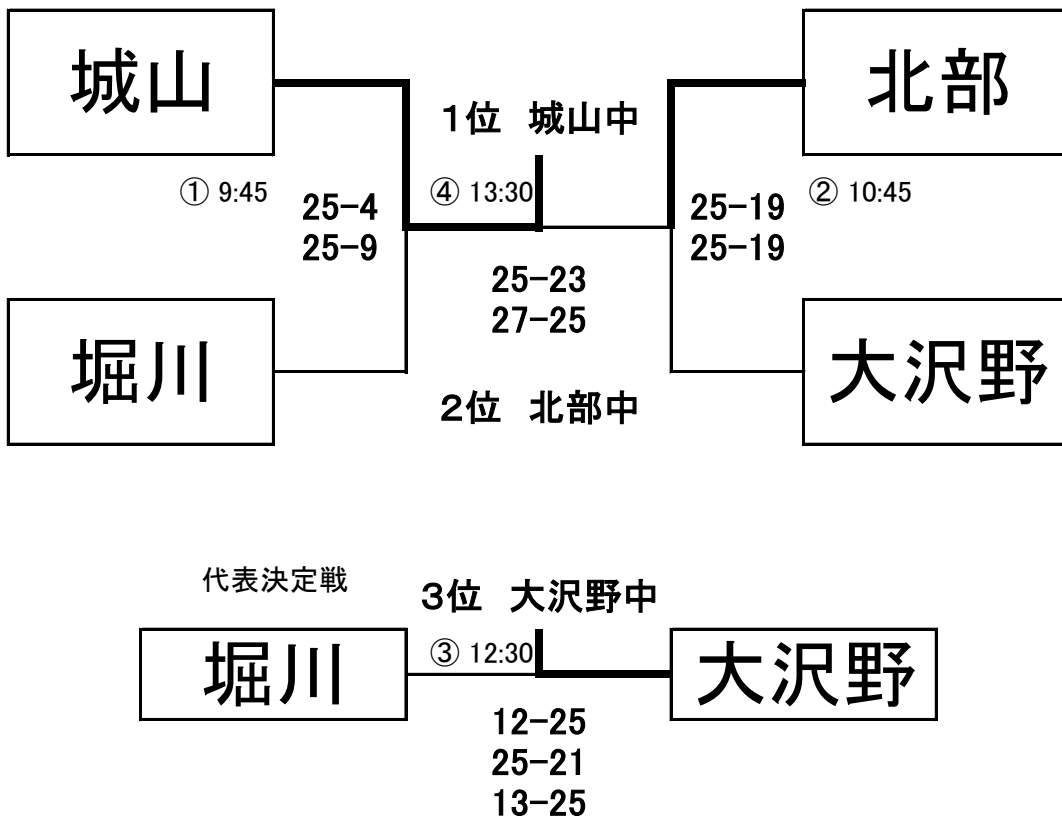 城山
北部
1位 城山中
① 9:45
④ 13:30
② 10:45
25-4
25-9
25-19
25-19
25-23
27-25
堀川
大沢野
2位 北部中
代表決定戦
3位 大沢野中
堀川
③ 12:30
大沢野
12-25
25-21
13-25